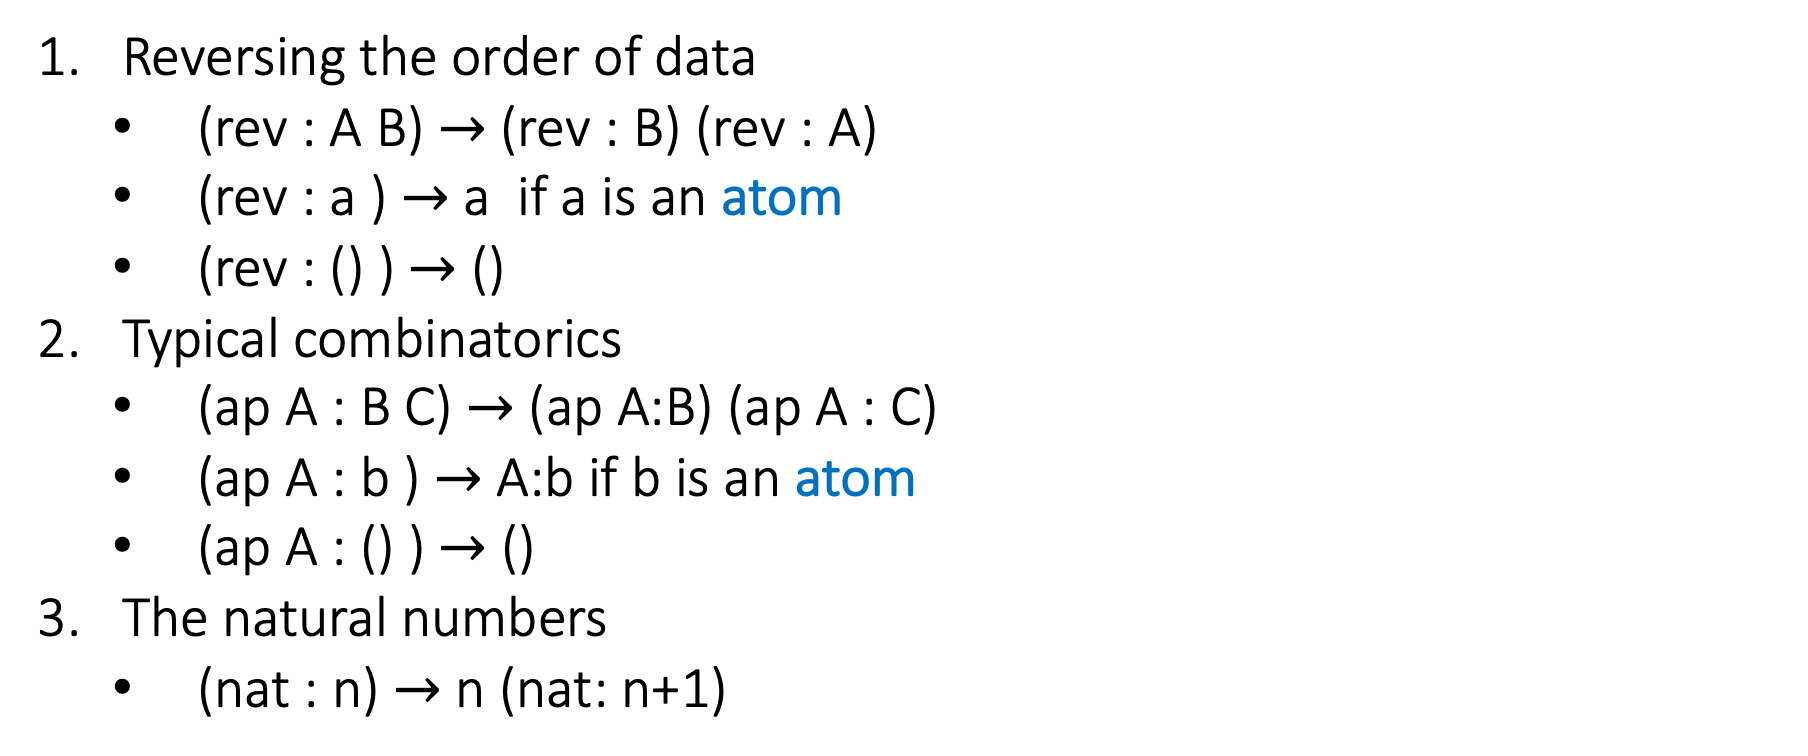 1. Reversing the order of data
• (rev : A B) → (rev : B) (rev : A)
• (rev : a ) → a  if a is an atom
• (rev : () ) → ()
2. Typical combinatorics
• (ap A : B C) → (ap A:B) (ap A : C)
• (ap A : b ) → A:b if b is an atom
• (ap A : () ) → ()
3. The natural numbers
• (nat : n) → n (nat: n+1)